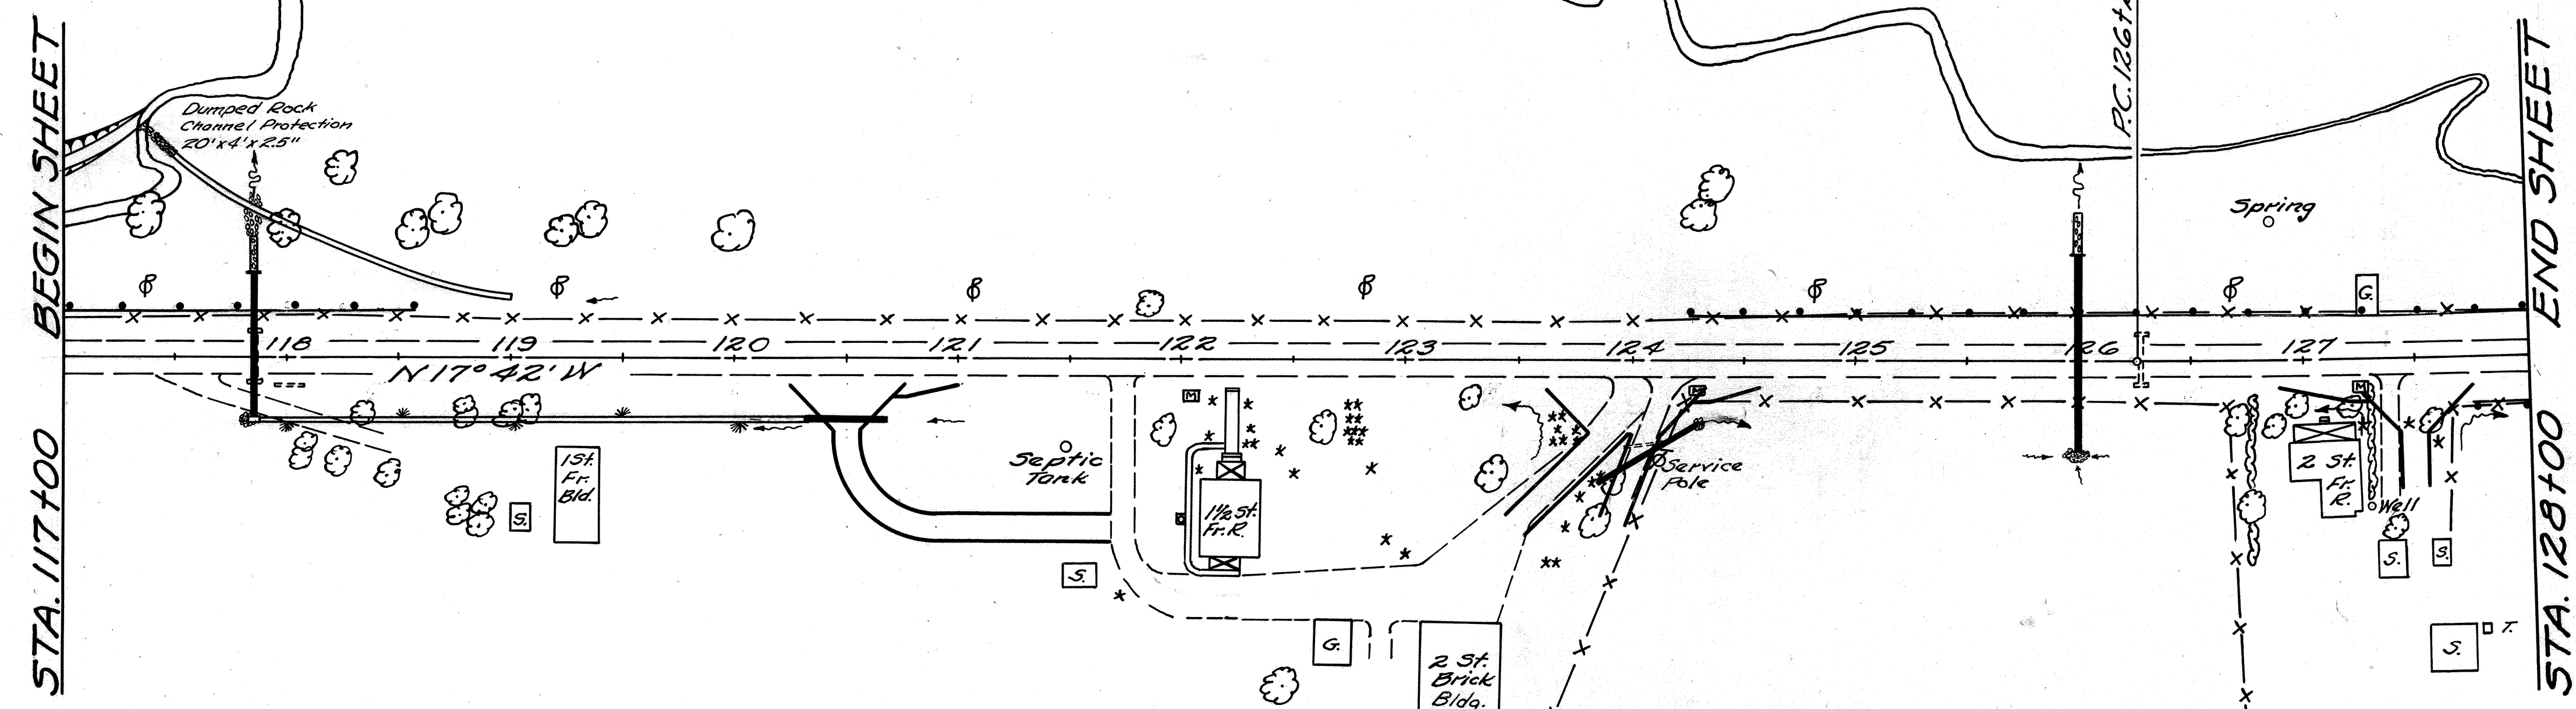 STA. 117+00 BEGIN SHEET
Dumped Rock
Channel Protection
20'x4'x2.5"
118 119 120 121 122 123 124 125 126 127
N 17° 42' W
M
M
M
G.
Septic
Tank
1 St.
Fr.
Bld.
S.
1½ St.
Fr. R.
S.
G.
2 St.
Brick
Bldg.
Service
Pole
P.C. 126+
Spring
2 St.
Fr.
R.
Well
S.
S.
S.
T.
STA. 128+00 END SHEET